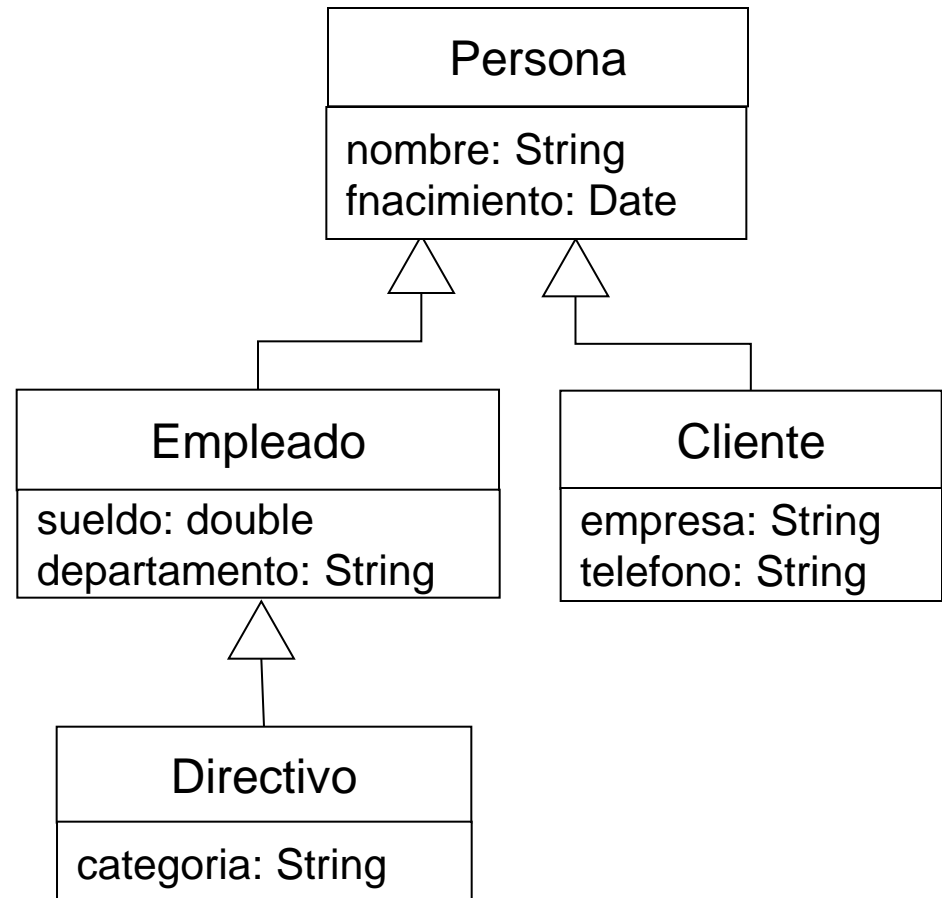 Persona
nombre: String
fnacimiento: Date
Empleado
sueldo: double
departamento: String
Cliente
empresa: String
telefono: String
Directivo
categoria: String